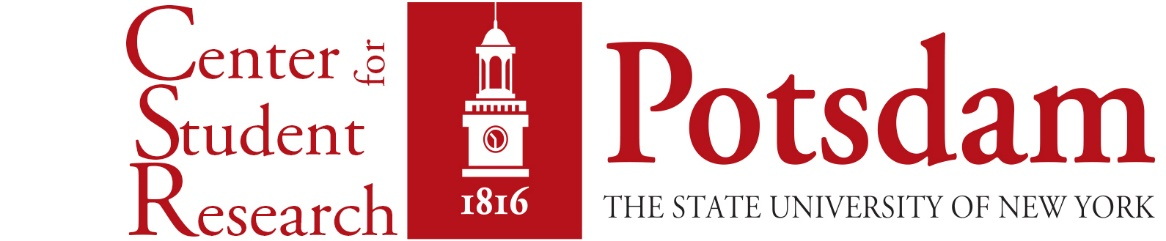 Center for
Student
Research
1816
Potsdam
THE STATE UNIVERSITY OF NEW YORK